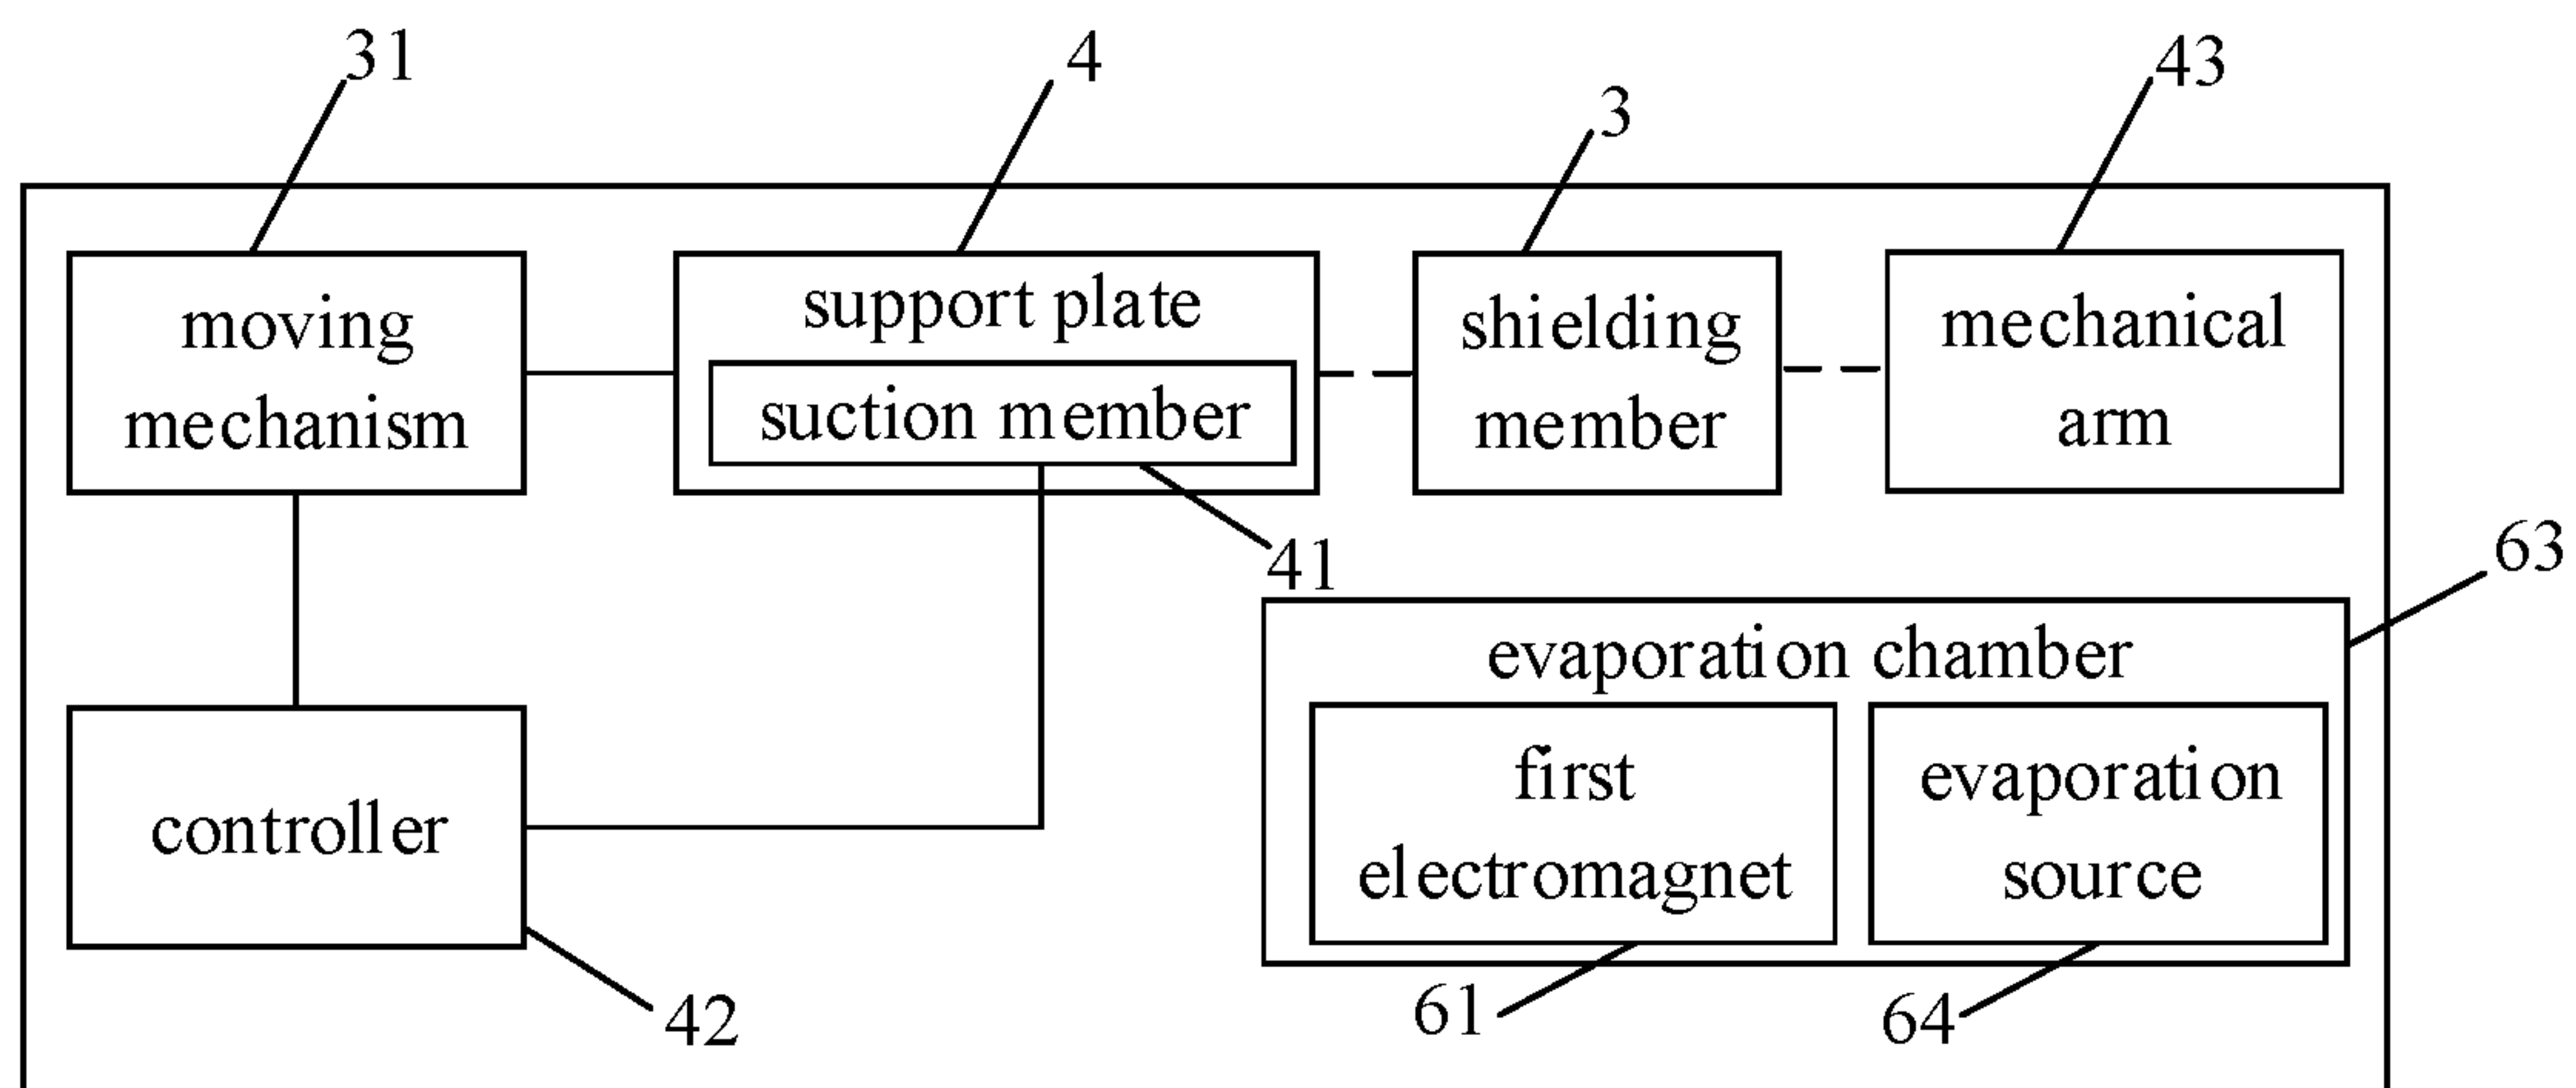 31
4
3
43
moving
mechanism
support plate
suction member
shielding
member
mechanical
arm
41
63
evaporation chamber
controller
first
electromagnet
evaporation
source
42
61
64